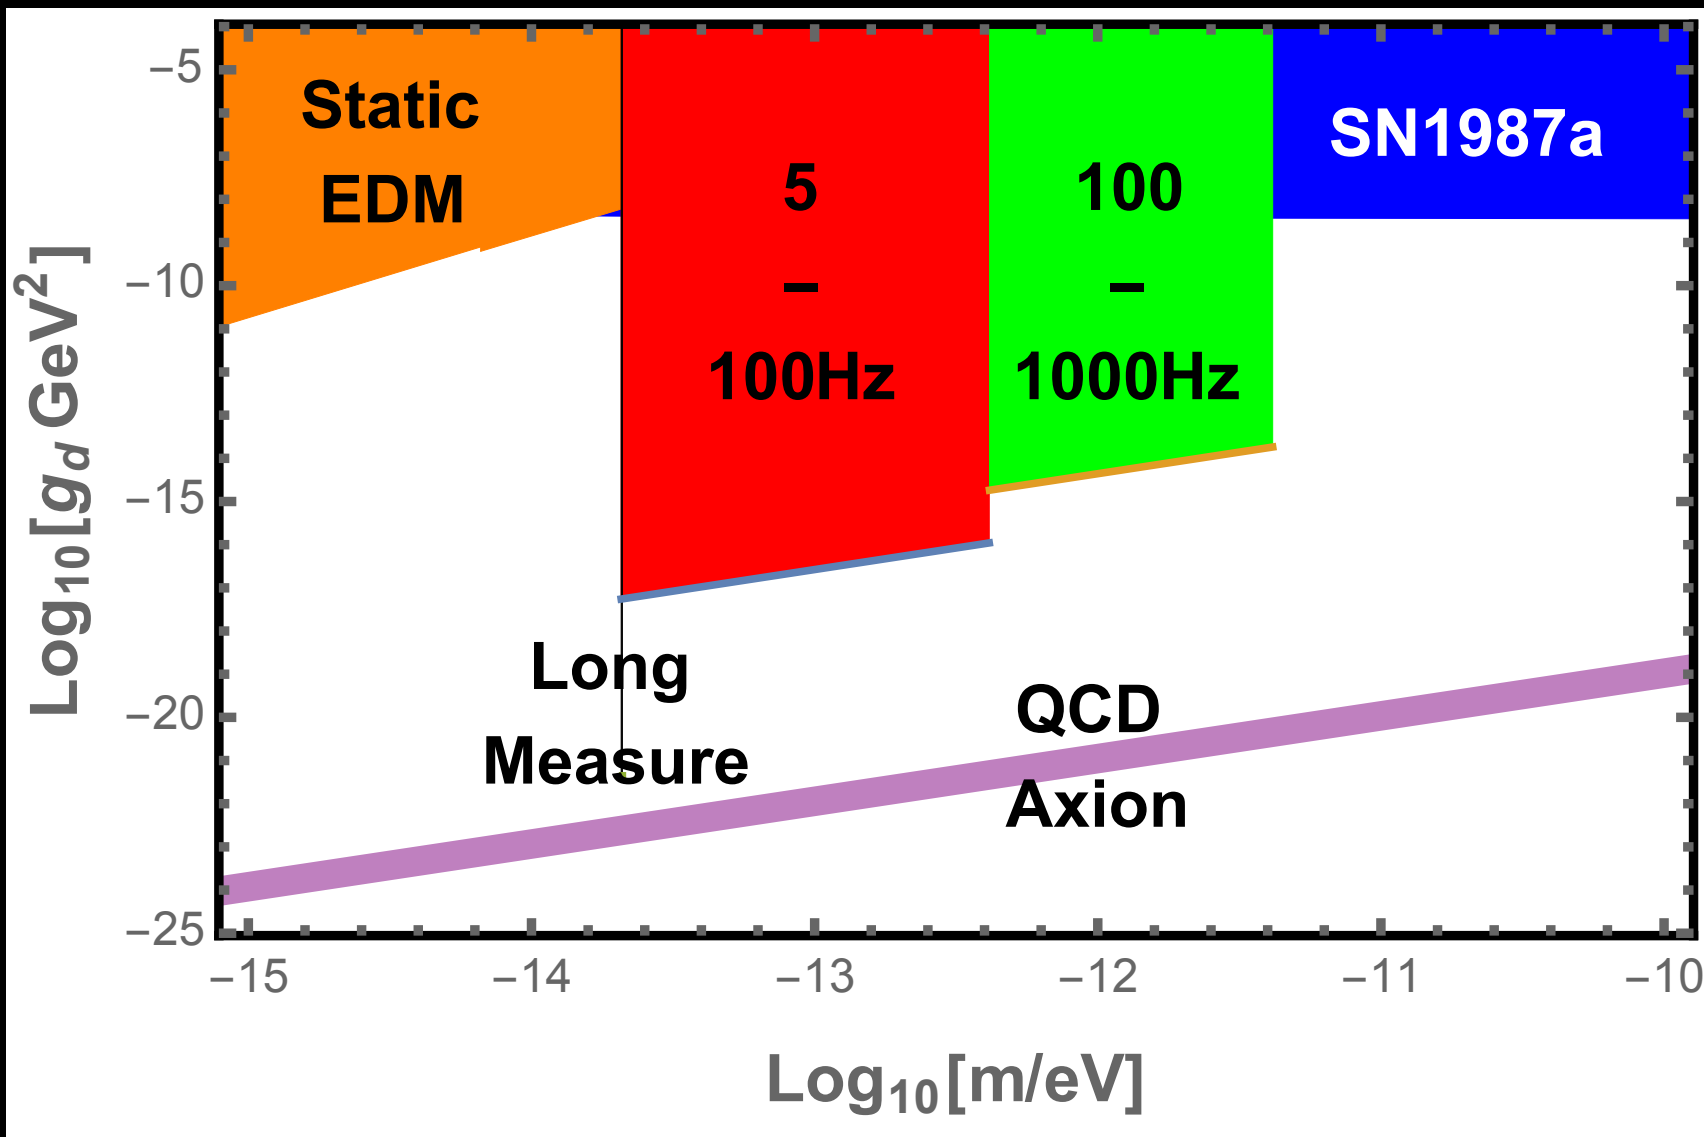 Static
EDM
5
–
100Hz
100
–
1000Hz
SN1987a
Long
Measure
QCD
Axion
−5
−10
−15
−20
−25
−15
−14
−13
−12
−11
−10
Log₁₀[g_d GeV²]
Log₁₀[m/eV]